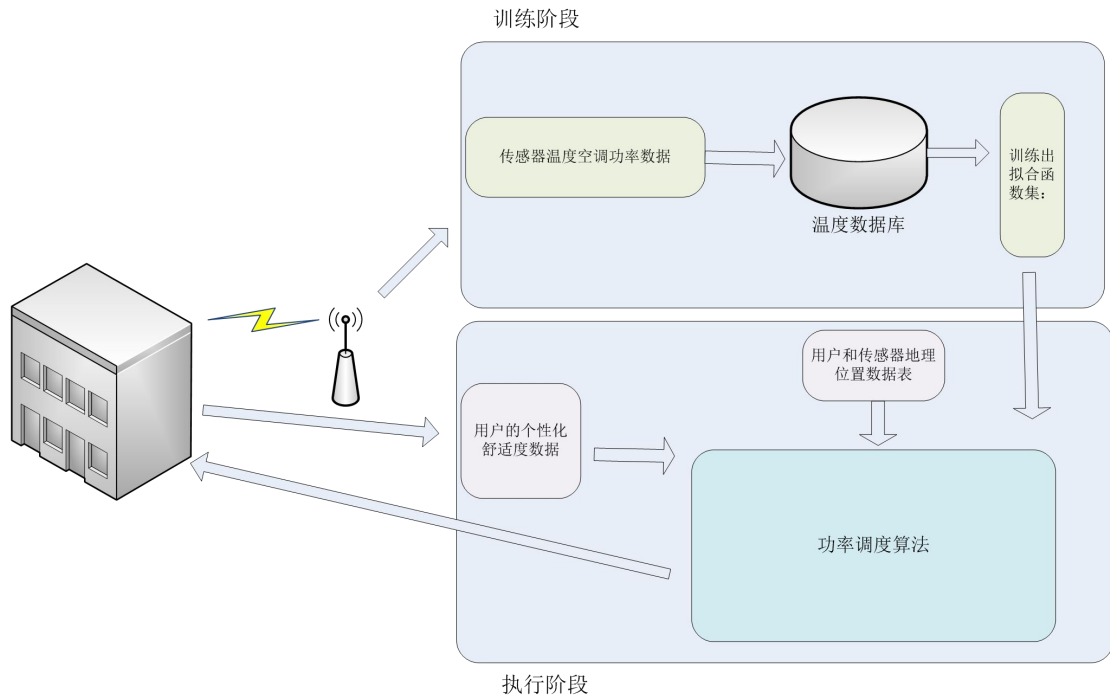 训练阶段
传感器温度空调功率数据
温度数据库
训练出
拟合函
数集:
用户和传感器地理
位置数据表
用户的个性化
舒适度数据
功率调度算法
执行阶段